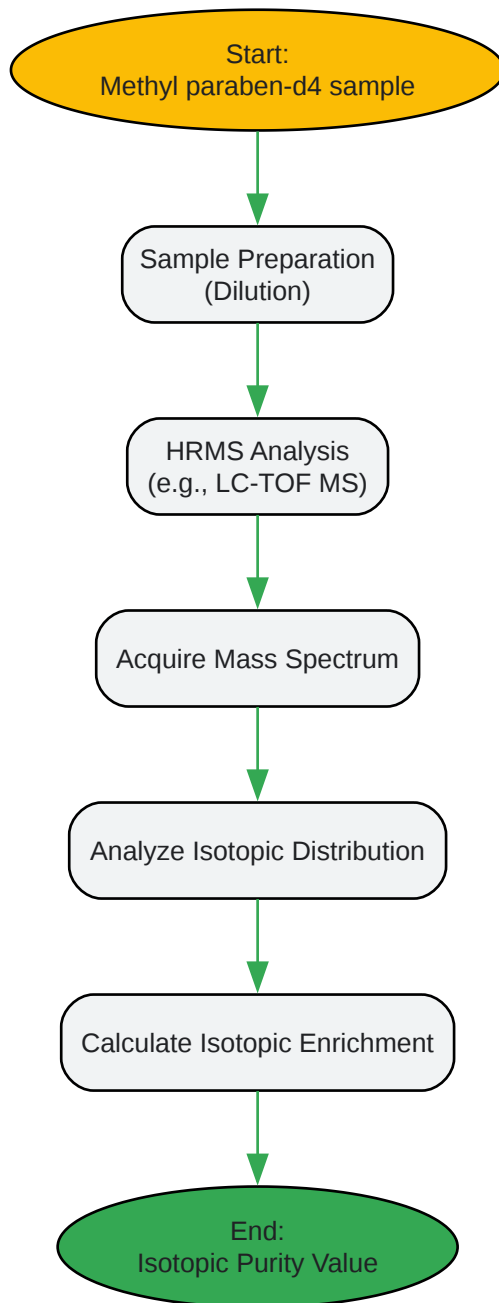 Start:
Methyl paraben-d4 sample
Sample Preparation
(Dilution)
HRMS Analysis
(e.g., LC-TOF MS)
Acquire Mass Spectrum
Analyze Isotopic Distribution
Calculate Isotopic Enrichment
End:
Isotopic Purity Value